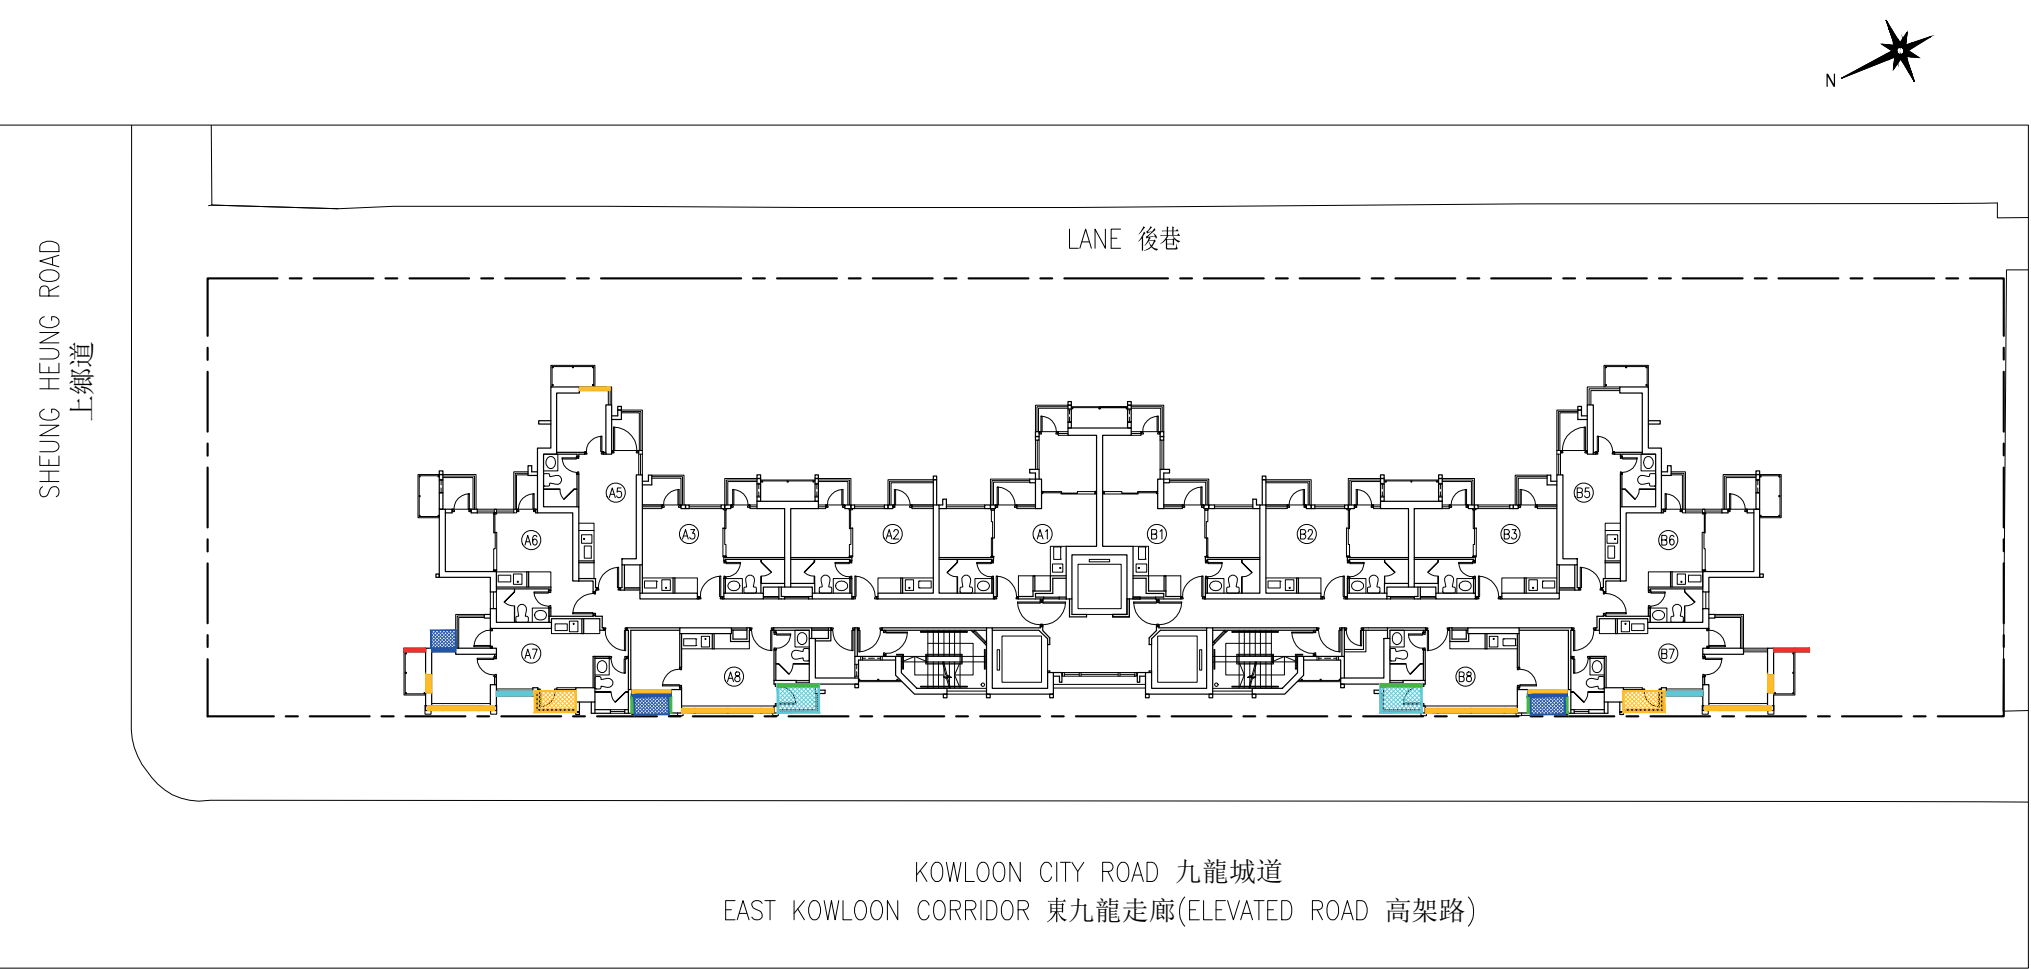 N
LANE 後巷
SHEUNG HEUNG ROAD
上鄉道
A5
B5
A6
A3
A2
A1
B1
B2
B3
B6
A7
A8
B8
B7
KOWLOON CITY ROAD 九龍城道
EAST KOWLOON CORRIDOR 東九龍走廊(ELEVATED ROAD 高架路)